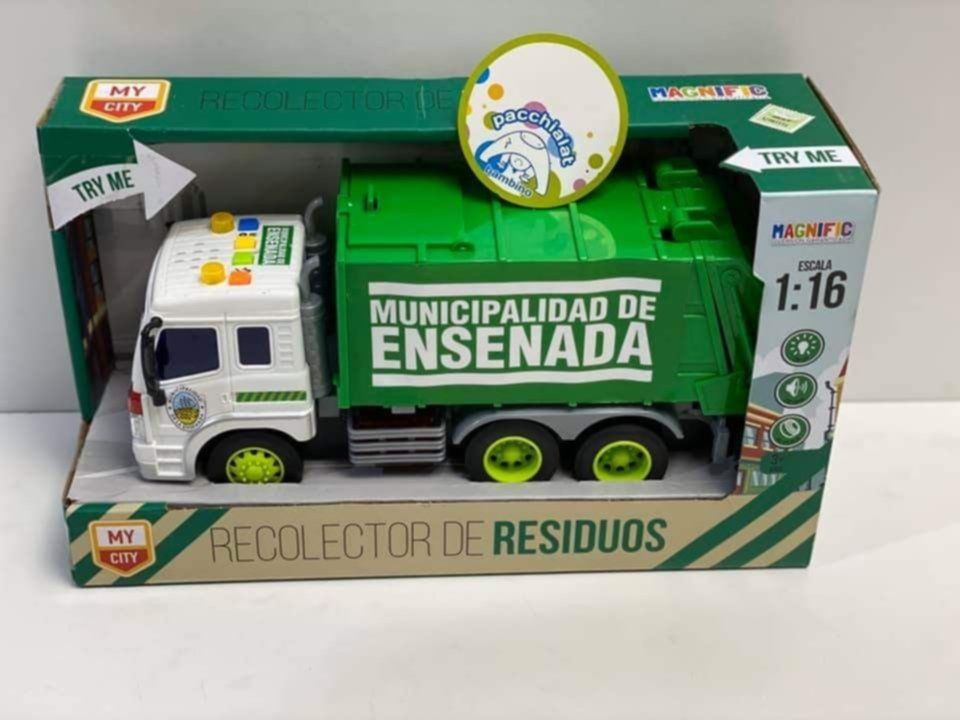 MY
CITY
RECOLECTOR DE
MAGNIFIC
pacchialat
bambino
TRY ME
TRY ME
MAGNIFIC
ESCALA
1:16
ENSENADA
MUNICIPALIDAD DE
ENSENADA
MY
CITY
RECOLECTOR DE RESIDUOS